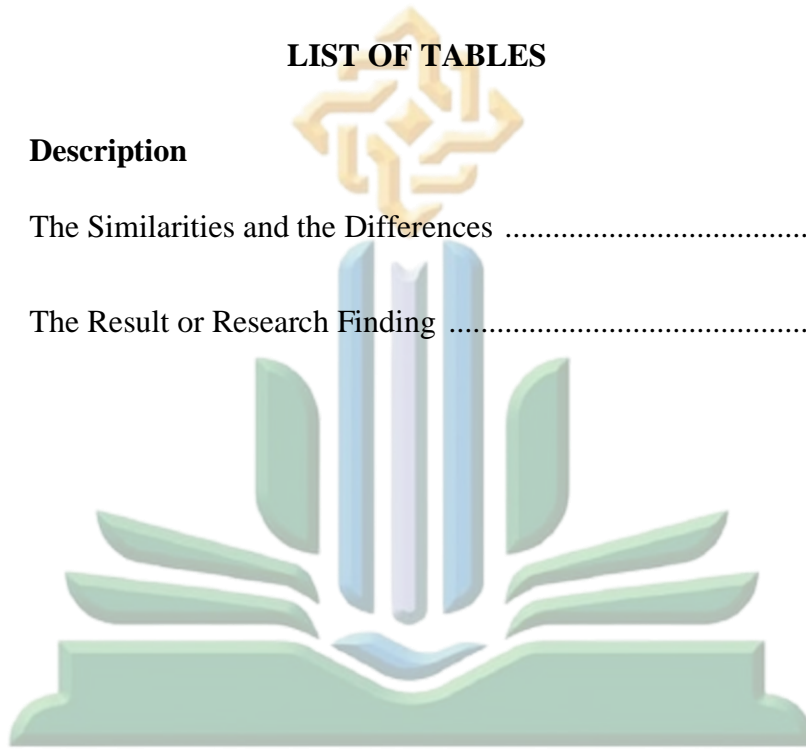 LIST OF TABLES
Description
The Similarities and the Differences ......................................
The Result or Research Finding .............................................